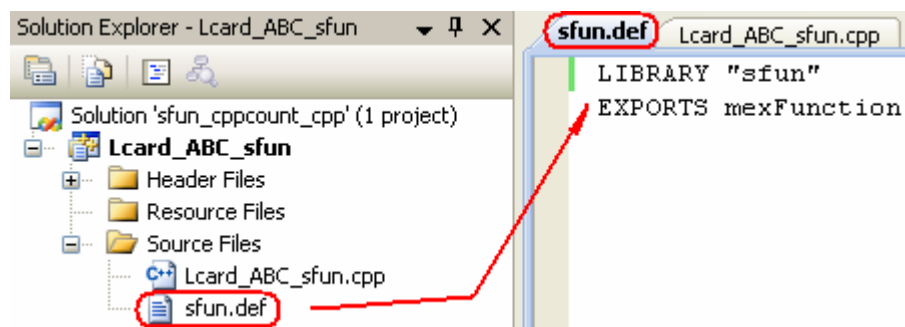 Solution Explorer - Lcard_ABC_sfun
Solution 'sfun_cppcount_cpp' (1 project)
Lcard_ABC_sfun
Header Files
Resource Files
Source Files
Lcard_ABC_sfun.cpp
sfun.def
sfun.def Lcard_ABC_sfun.cpp
LIBRARY "sfun"
EXPORTS mexFunction